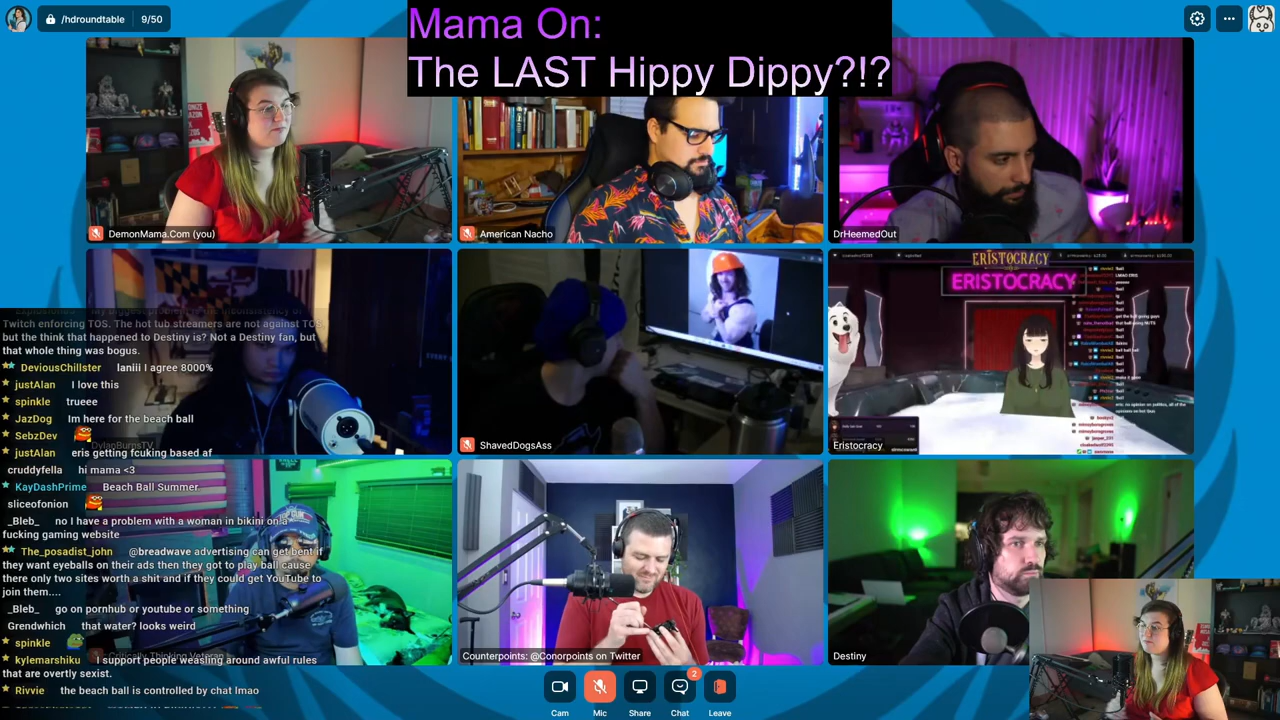 /hdroundtable
9/50
Mama On:
The LAST Hippy Dippy?!?
DemonMama.Com (you)
American Nacho
DrHeemedOut
Twitch enforcing TOS. The hot tub streamers are not against TOS,
but the think that happened to Destiny is? Not a Destiny fan, but
that whole thing was bogus.
DeviousChillster laniii I agree 8000%
justAlan I love this
spinkle trueee
JazDog Im here for the beach ball
SebzDev
justAlan eris getting fcuking based af
cruddyfella hi mama <3
KayDashPrime Beach Ball Summer
sliceofonion
_Bleb_ no I have a problem with a woman in bikini on a
fucking gaming website
The_posadist_john @breadwave advertising can get bent if
they want eyeballs on their ads then they got to play ball cause
there only two sites worth a shit and if they could get YouTube to
join them....
_Bleb_ go on pornhub or youtube or something
Grendwhich that water? looks weird
spinkle
kylemarshiku I support people weasling around awful rules
that are overtly sexist.
Rivvie the beach ball is controlled by chat lmao
DylanBurnsTV
ShavedDogsAss
ERISTOCRACY
ERISTOCRACY
Eristocracy
Critically Thinking Veteran
Counterpoints: @Conorpoints on Twitter
Destiny
2
Cam
Mic
Share
Chat
Leave